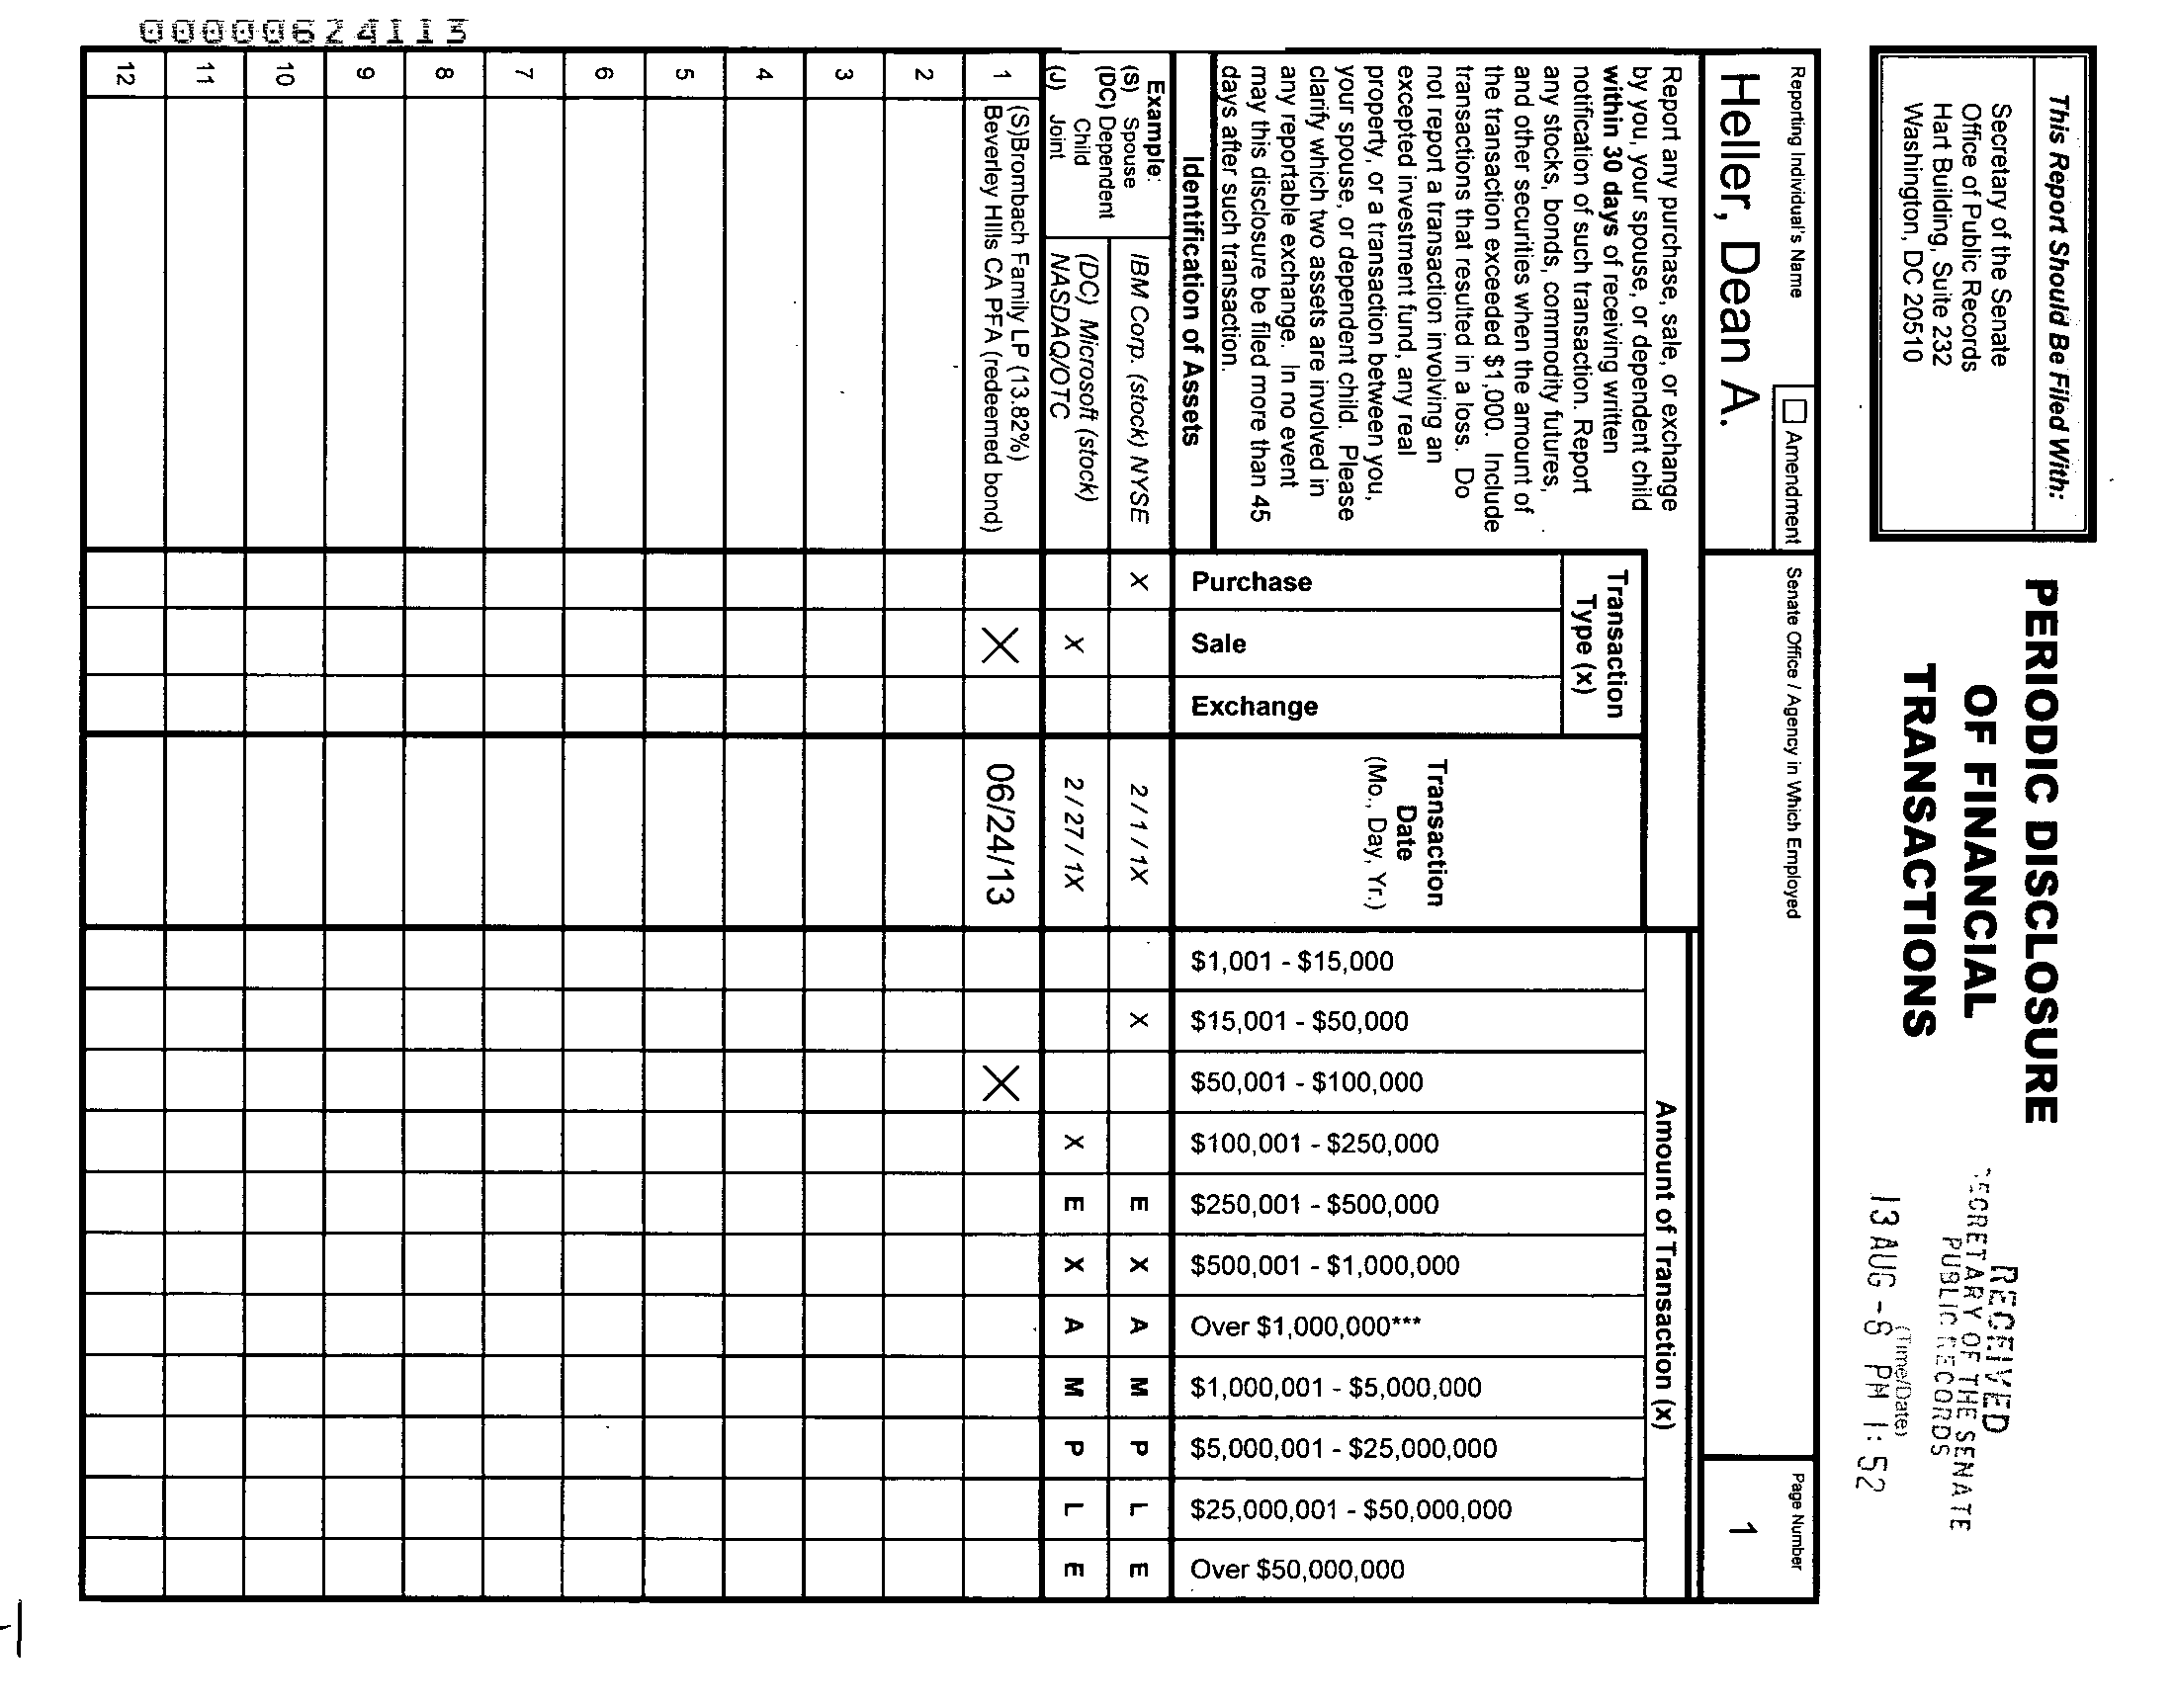 This Report Should Be Filed With:
Secretary of the Senate
Office of Public Records
Hart Building, Suite 232
Washington, DC 20510
PERIODIC DISCLOSURE
OF FINANCIAL
TRANSACTIONS
RECEIVED
SECRETARY OF THE SENATE
PUBLIC RECORDS
(Time/Date)
13 AUG -8 PM 1:52
Reporting Individual's Name
Amendment
Heller, Dean A.
Senate Office / Agency in Which Employed
Page Number
1
Report any purchase, sale, or exchange
by you, your spouse, or dependent child
within 30 days of receiving written
notification of such transaction. Report
any stocks, bonds, commodity futures,
and other securities when the amount of
the transaction exceeded $1,000. Include
transactions that resulted in a loss. Do
not report a transaction involving an
excepted investment fund, any real
property, or a transaction between you,
your spouse, or dependent child. Please
clarify which two assets are involved in
any reportable exchange. In no event
may this disclosure be filed more than 45
days after such transaction.
Identification of Assets
Transaction
Type (x)
Purchase
Sale
Exchange
Transaction
Date
(Mo., Day, Yr.)
Amount of Transaction (x)
$1,001 - $15,000
$15,001 - $50,000
$50,001 - $100,000
$100,001 - $250,000
$250,001 - $500,000
$500,001 - $1,000,000
Over $1,000,000***
$1,000,001 - $5,000,000
$5,000,001 - $25,000,000
$25,000,001 - $50,000,000
Over $50,000,000
Example:
(S) Spouse
(DC) Dependent
Child
(J) Joint
IBM Corp. (stock) NYSE X 2 / 1 / 1X X E X A M P L E
(DC) Microsoft (stock)
NASDAQ/OTC X 2 / 27 / 1X X E X A M P L E
1 (S)Brombach Family LP (13.82%)
Beverley HIlls CA PFA (redeemed bond) X 06/24/13 X
2
3
4
5
6
7
8
9
10
11
12
00000624113